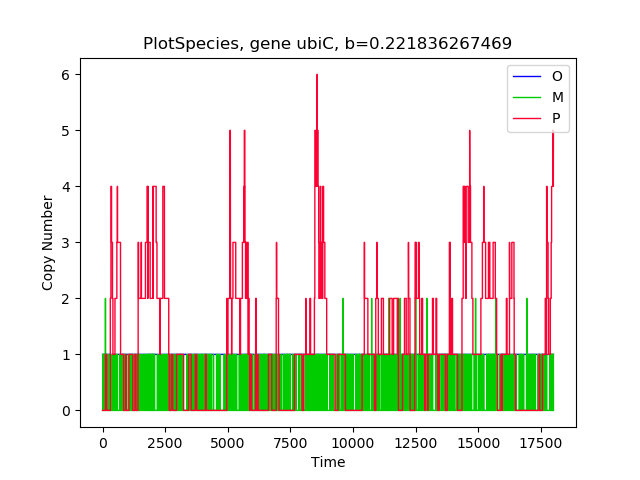 PlotSpecies, gene ubiC, b=0.221836267469
O
M
P
6
5
4
3
2
1
0
Copy Number
0 2500 5000 7500 10000 12500 15000 17500
Time